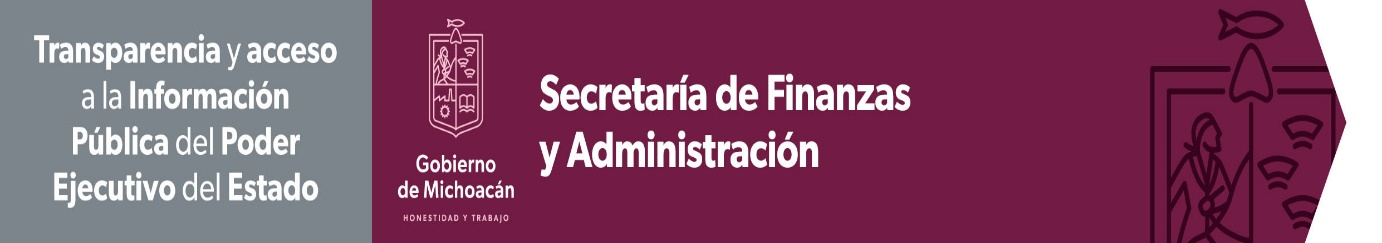 Transparencia y acceso
a la Información
Pública del Poder
Ejecutivo del Estado
Gobierno
de Michoacán
HONESTIDAD Y TRABAJO
Secretaría de Finanzas
y Administración